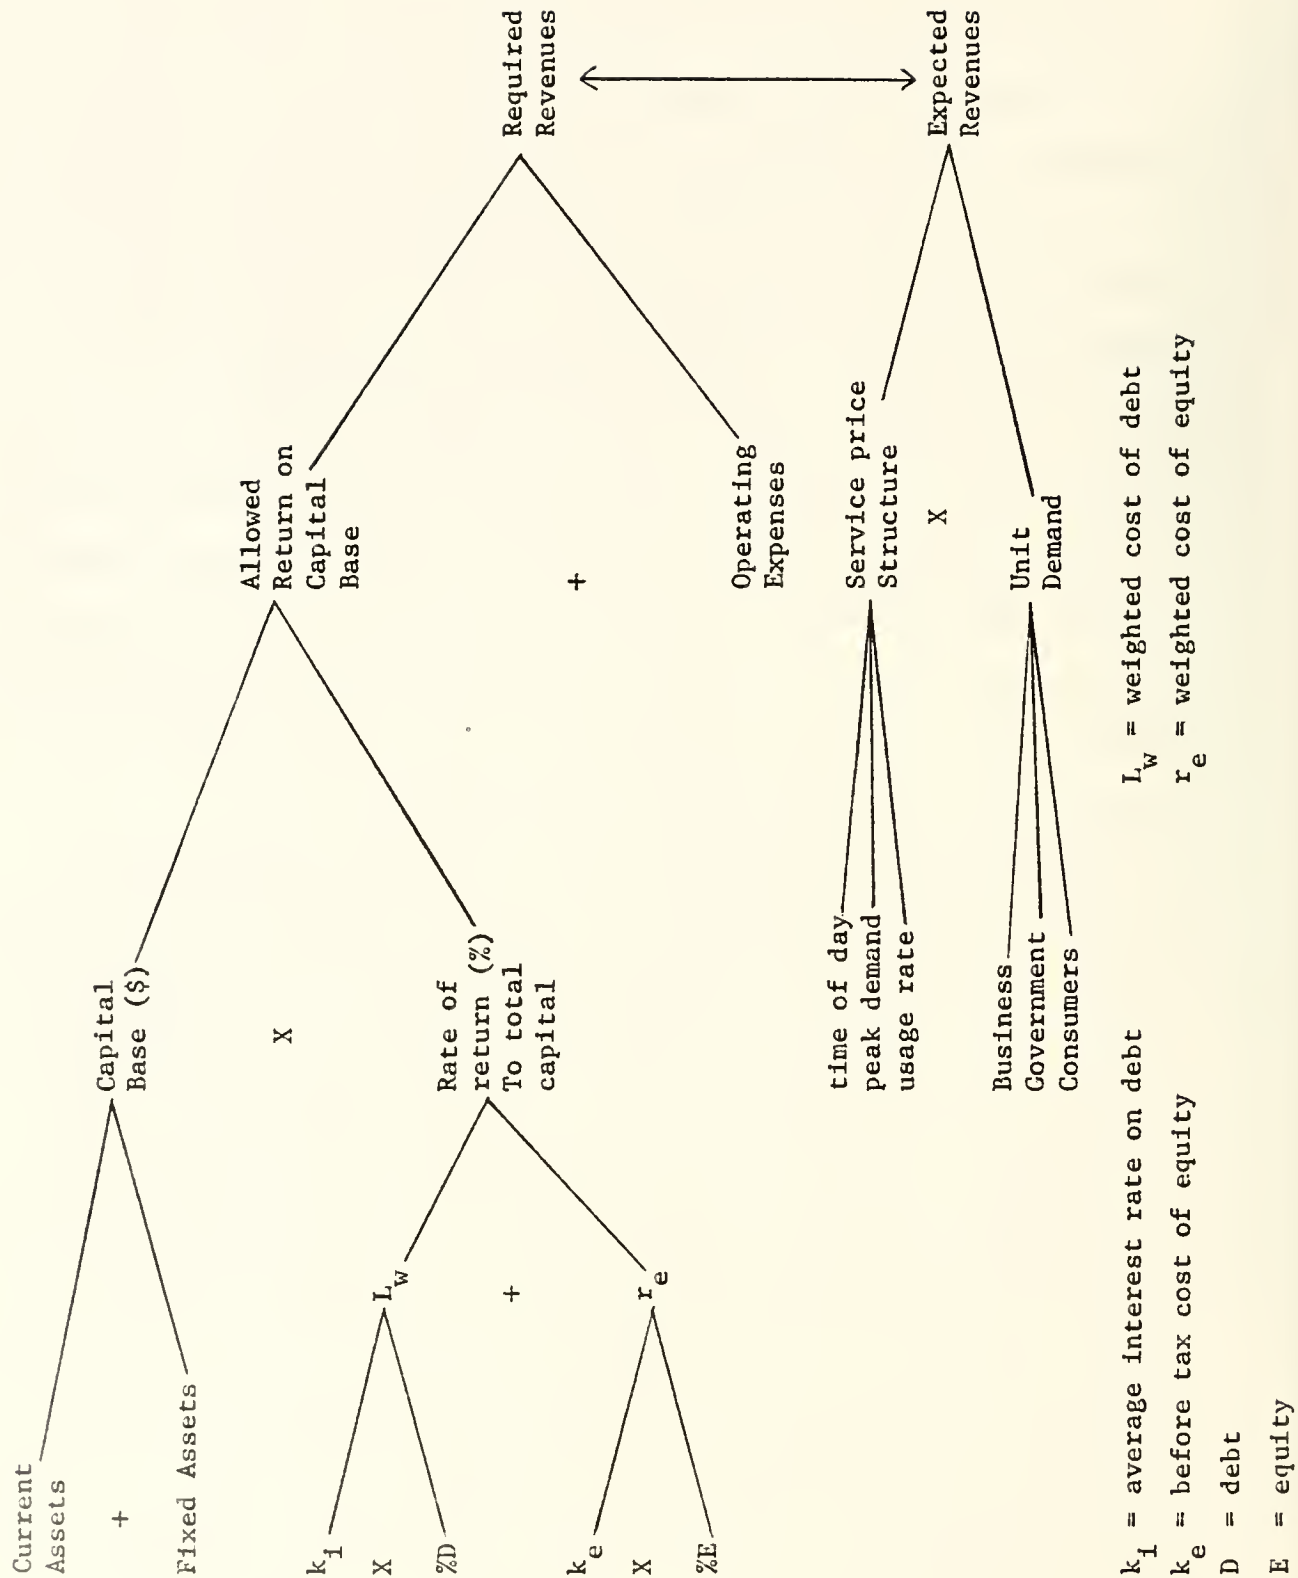 Current
Assets
+
Fixed Assets
Capital
Base ($)
X
Rate of
return (%)
To total
capital
k_i
X
%D
L_w
+
k_e
X
%E
r_e
Allowed
Return on
Capital
Base
+
Operating
Expenses
Required
Revenues
time of day
peak demand
usage rate
Service price
Structure
X
Business
Government
Consumers
Unit
Demand
Expected
Revenues
k_i = average interest rate on debt
k_e = before tax cost of equity
D = debt
E = equity
L_w = weighted cost of debt
r_e = weighted cost of equity